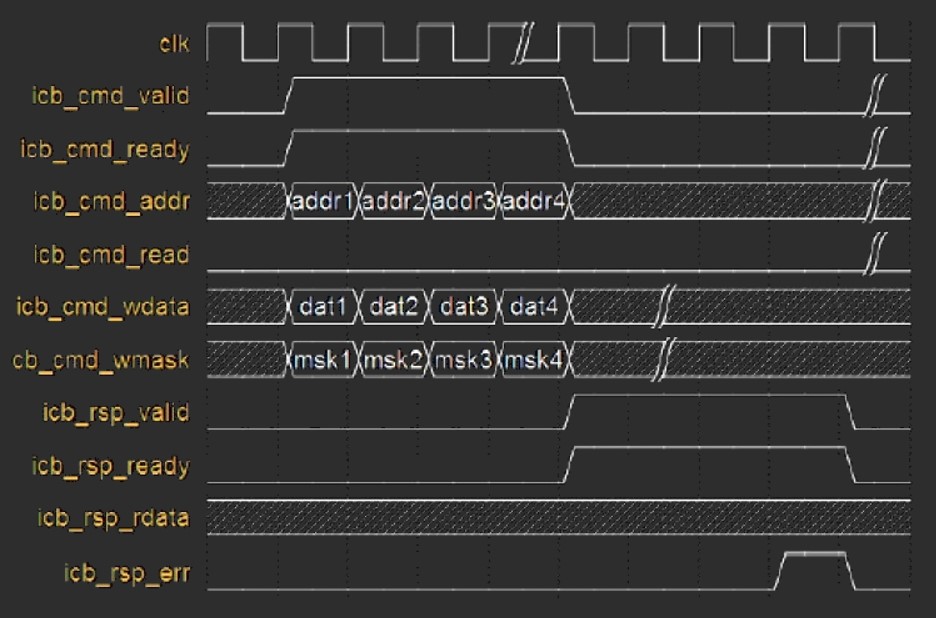 clk
icb_cmd_valid
icb_cmd_ready
icb_cmd_addr addr1 addr2 addr3 addr4
icb_cmd_read
icb_cmd_wdata dat1 dat2 dat3 dat4
cb_cmd_wmask msk1 msk2 msk3 msk4
icb_rsp_valid
icb_rsp_ready
icb_rsp_rdata
icb_rsp_err